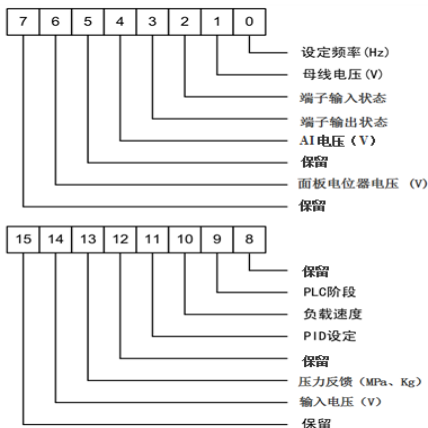 7 6 5 4 3 2 1 0
设定频率(Hz)
母线电压(V)
端子输入状态
端子输出状态
AI电压（V）
保留
面板电位器电压 (V)
保留
15 14 13 12 11 10 9 8
保留
PLC阶段
负载速度
PID设定
保留
压力反馈（MPa、Kg）
输入电压（V）
保留